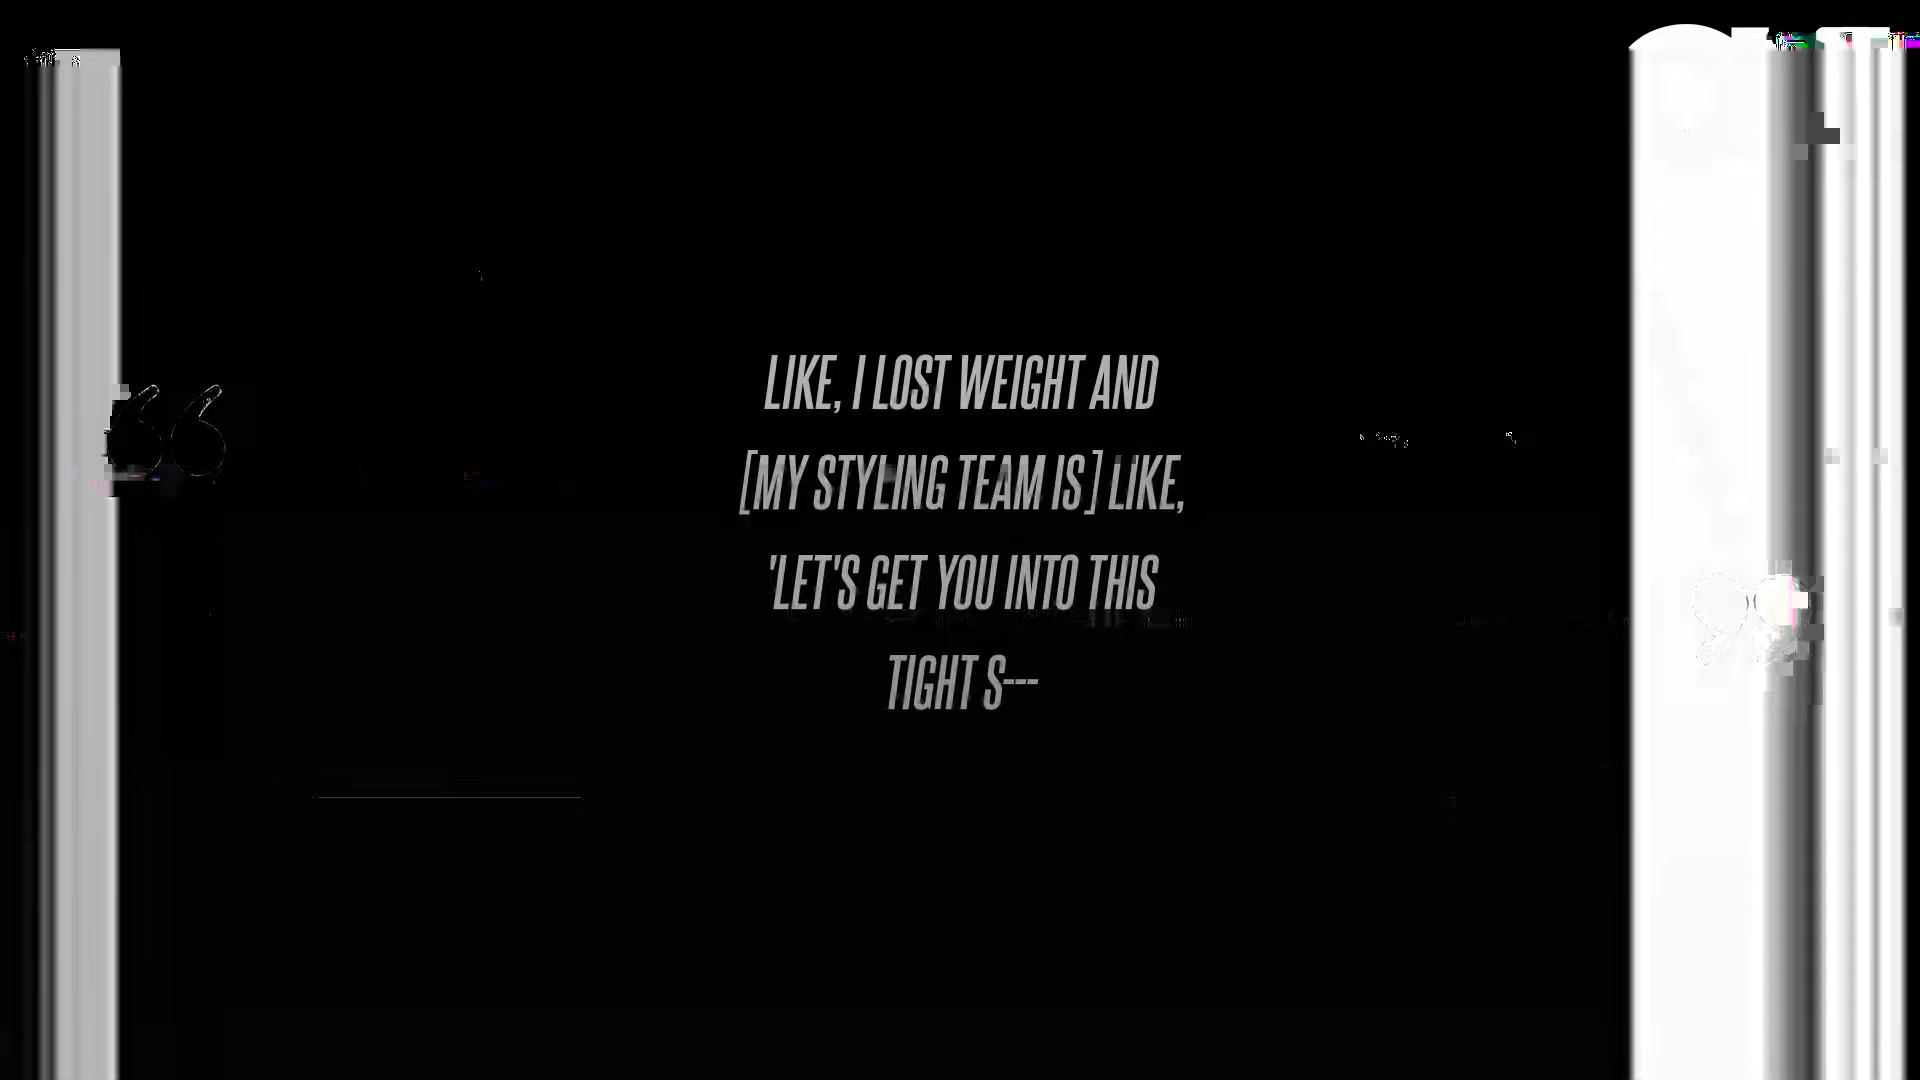 LIKE, I LOST WEIGHT AND
[MY STYLING TEAM IS] LIKE,
'LET'S GET YOU INTO THIS
TIGHT S---